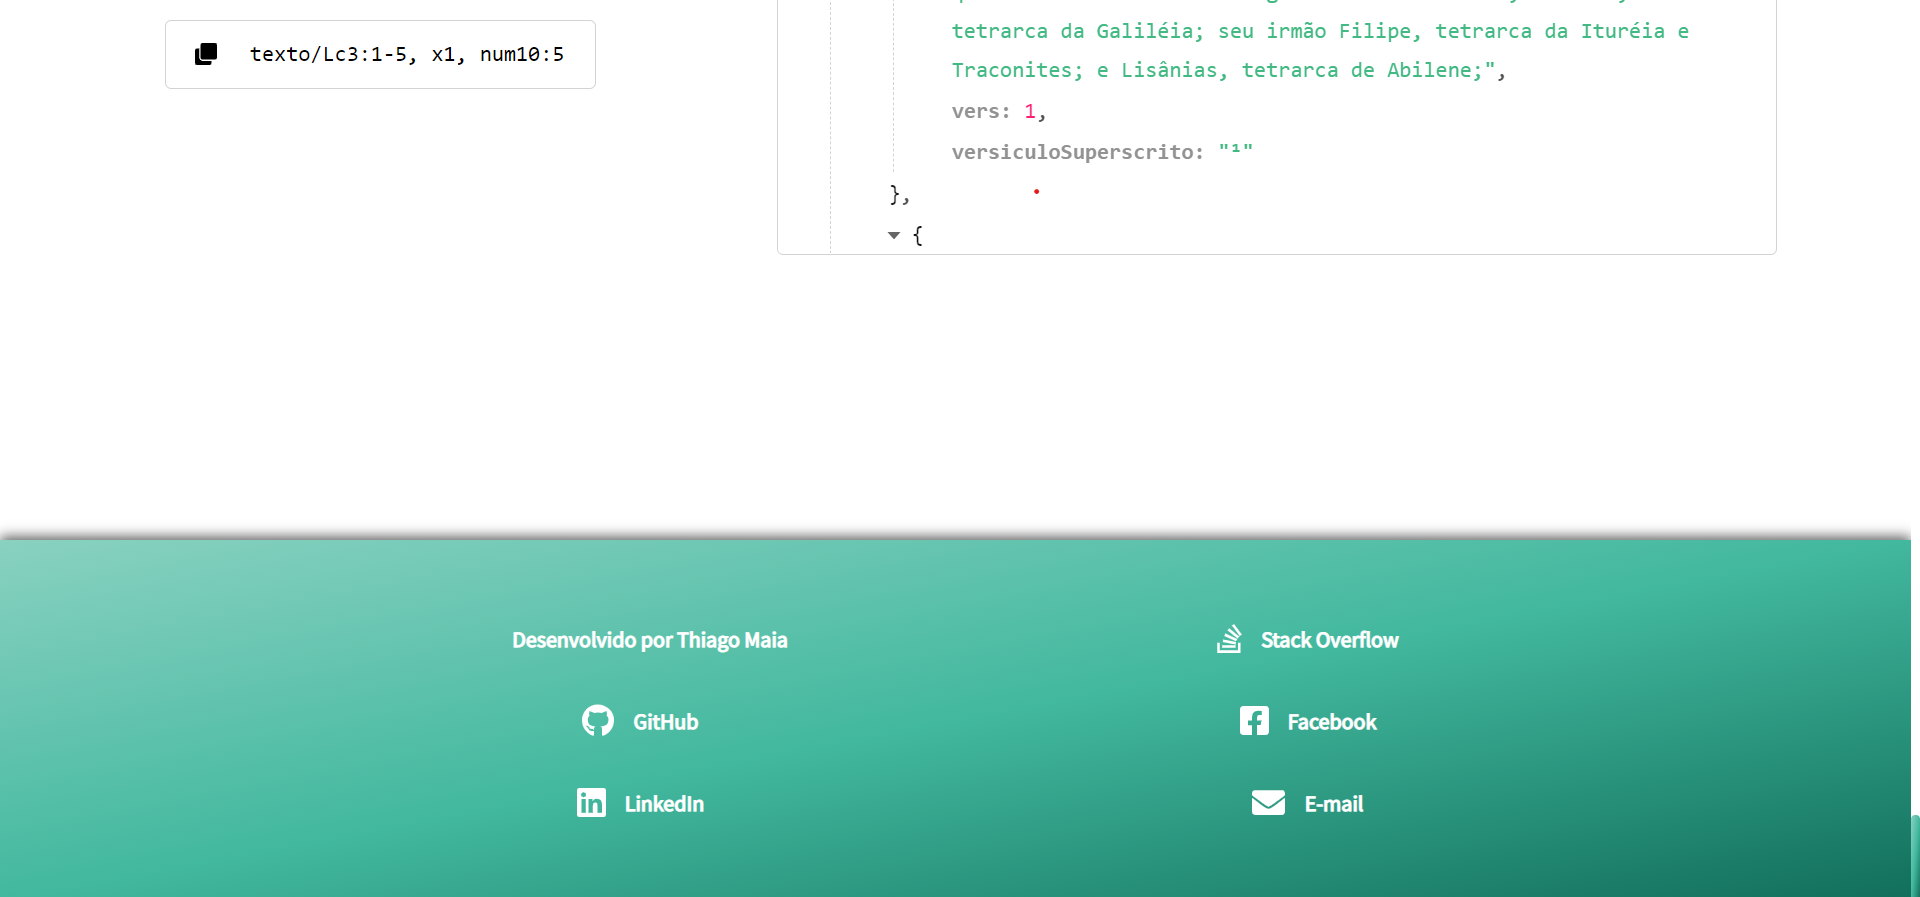 texto/Lc3:1-5, x1, num10:5
tetrarca da Galiléia; seu irmão Filipe, tetrarca da Ituréia e
Traconites; e Lisânias, tetrarca de Abilene;",
vers: 1,
versiculoSuperscrito: "¹"
},
{
Desenvolvido por Thiago Maia
GitHub
LinkedIn
Stack Overflow
Facebook
E-mail